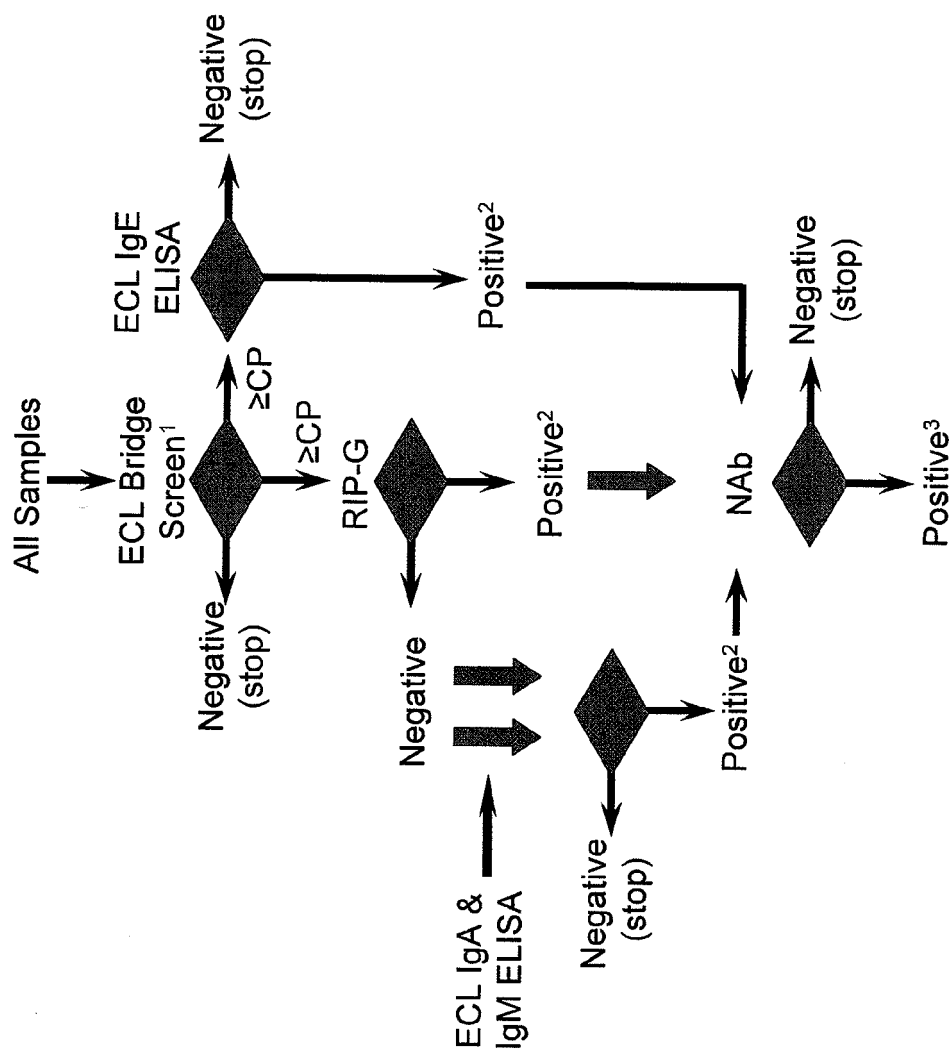 All Samples
ECL Bridge
Screen¹
Negative
(stop)
≥CP
ECL IgE
ELISA
Negative
(stop)
≥CP
RIP-G
Positive²
Negative
Positive²
ECL IgA &
IgM ELISA
Negative
(stop)
Positive²
NAb
Negative
(stop)
Positive³